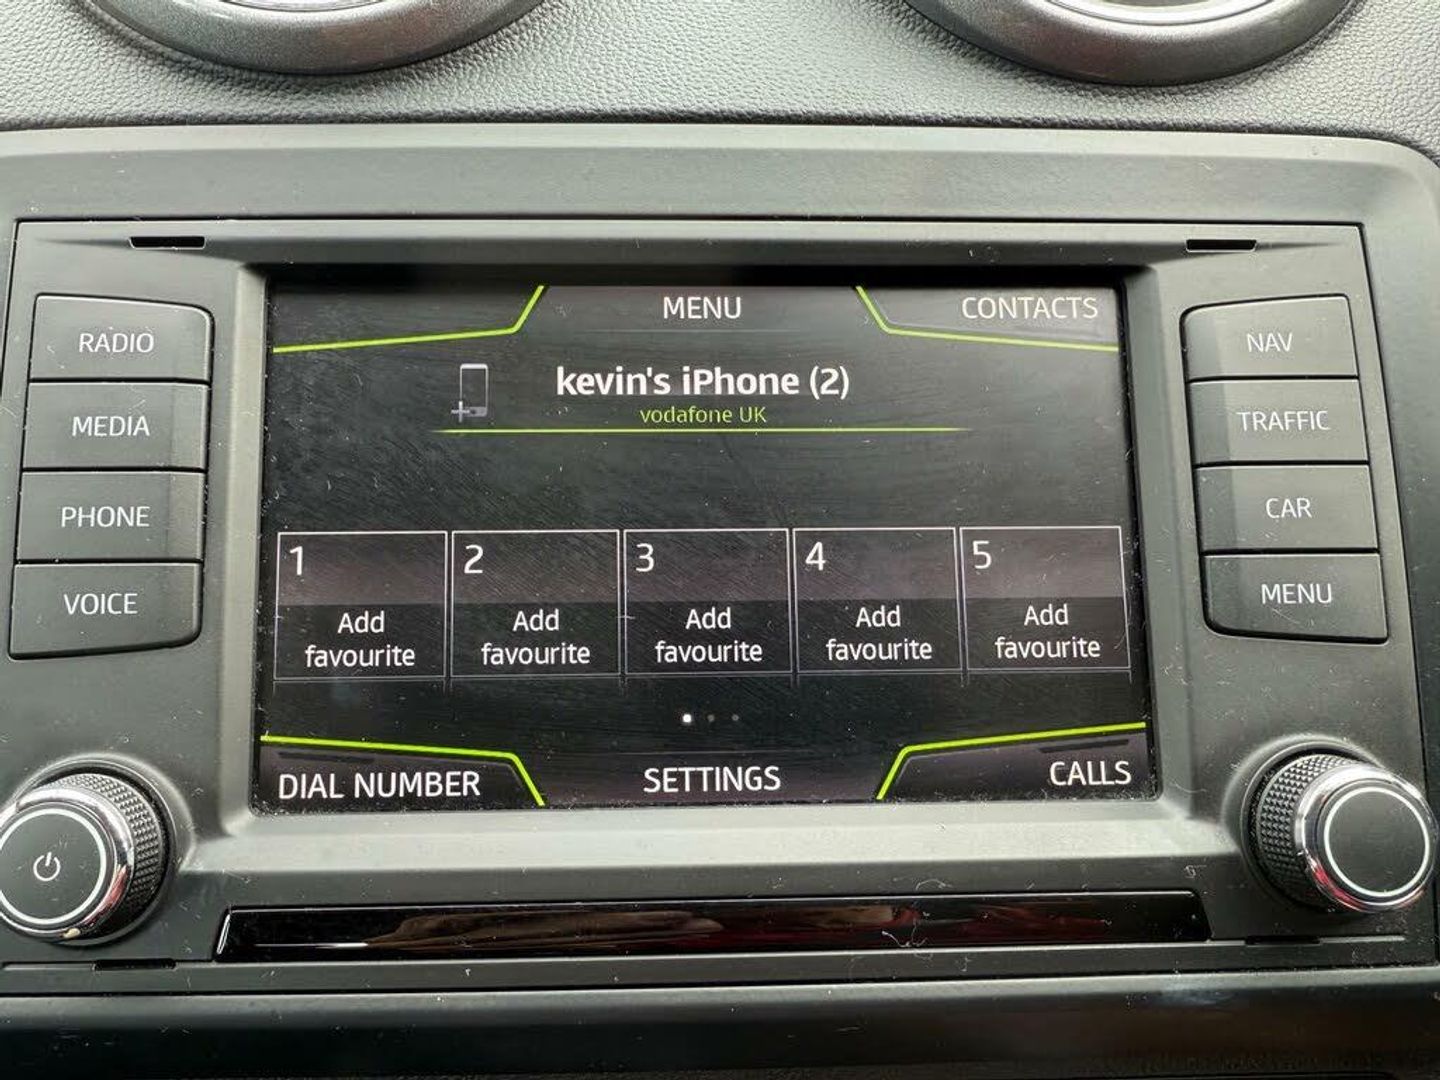 MENU
CONTACTS
kevin's iPhone (2)
vodafone UK
1
2
3
4
5
Add
favourite
Add
favourite
Add
favourite
Add
favourite
Add
favourite
DIAL NUMBER
SETTINGS
CALLS
RADIO
MEDIA
PHONE
VOICE
NAV
TRAFFIC
CAR
MENU